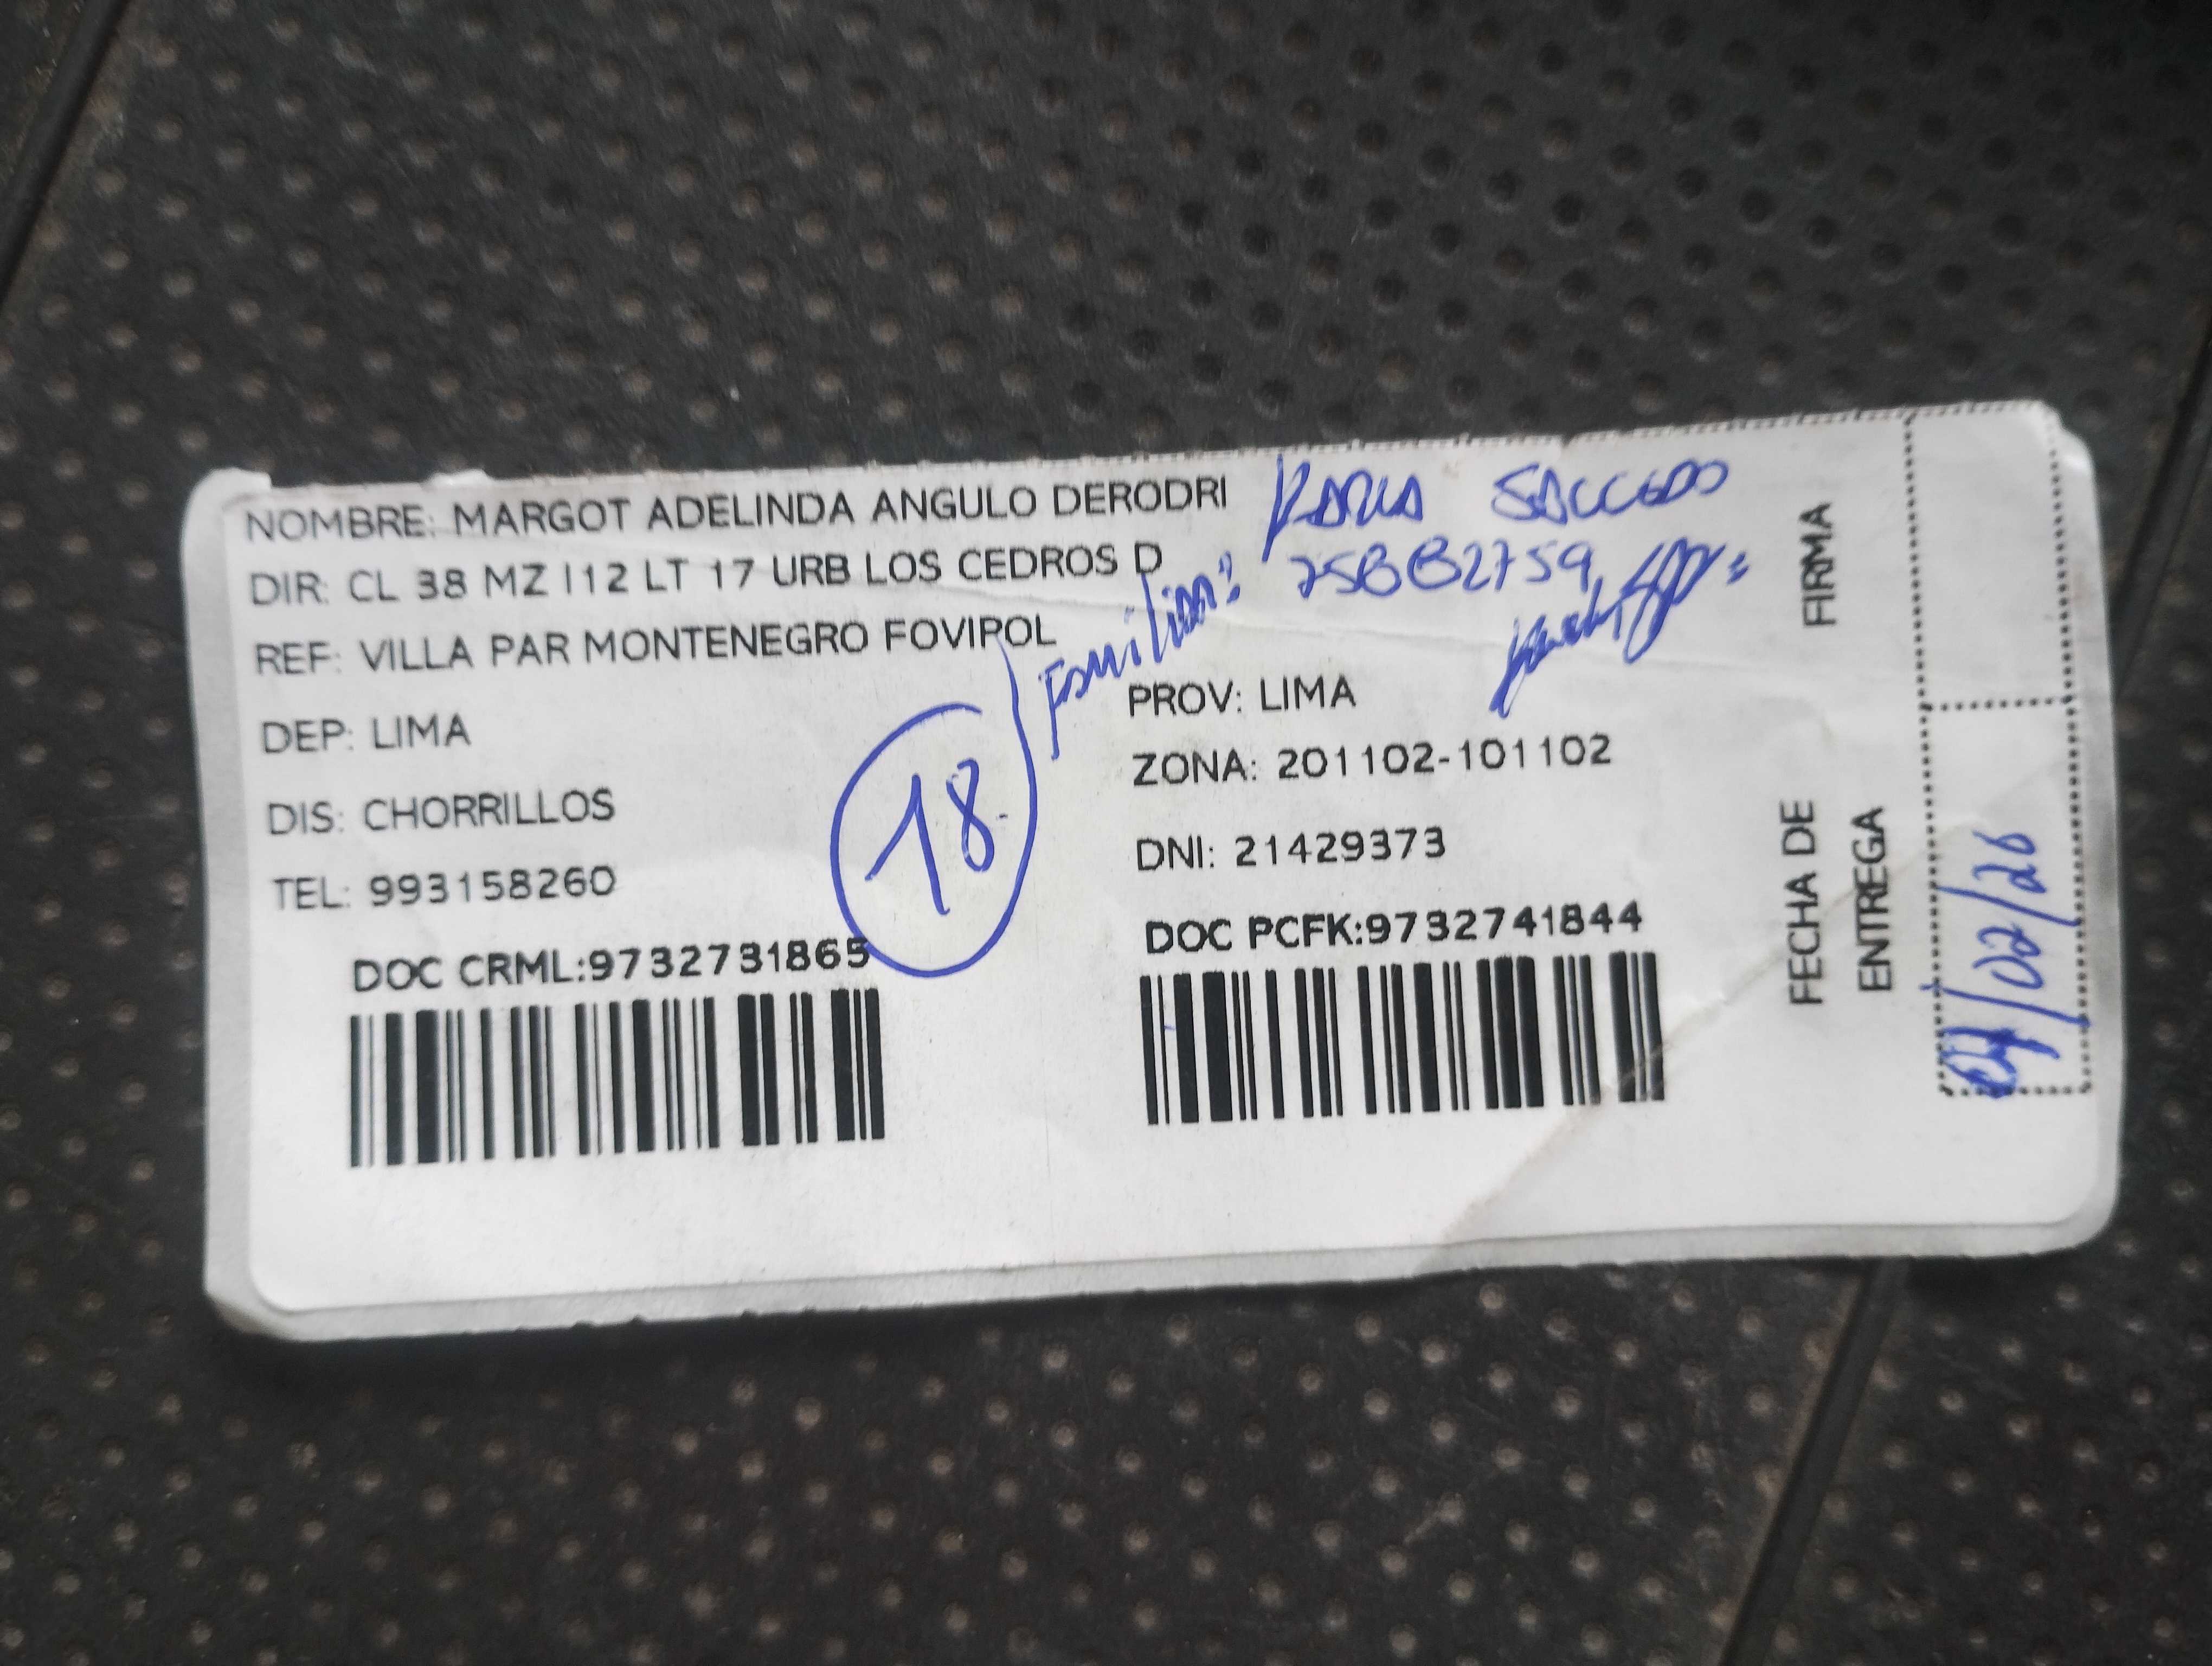 NOMBRE: MARGOT ADELINDA ANGULO DERODRI
DIR: CL 38 MZ I12 LT 17 URB LOS CEDROS D
REF: VILLA PAR MONTENEGRO FOVIPOL
DEP: LIMA
PROV: LIMA
ZONA: 201102-101102
DIS: CHORRILLOS
DNI: 21429373
TEL: 993158260
DOC CRML:9732731865
DOC PCFK:9732741844
18
Familiar:
FIRMA
FECHA DE
ENTREGA
/02/26